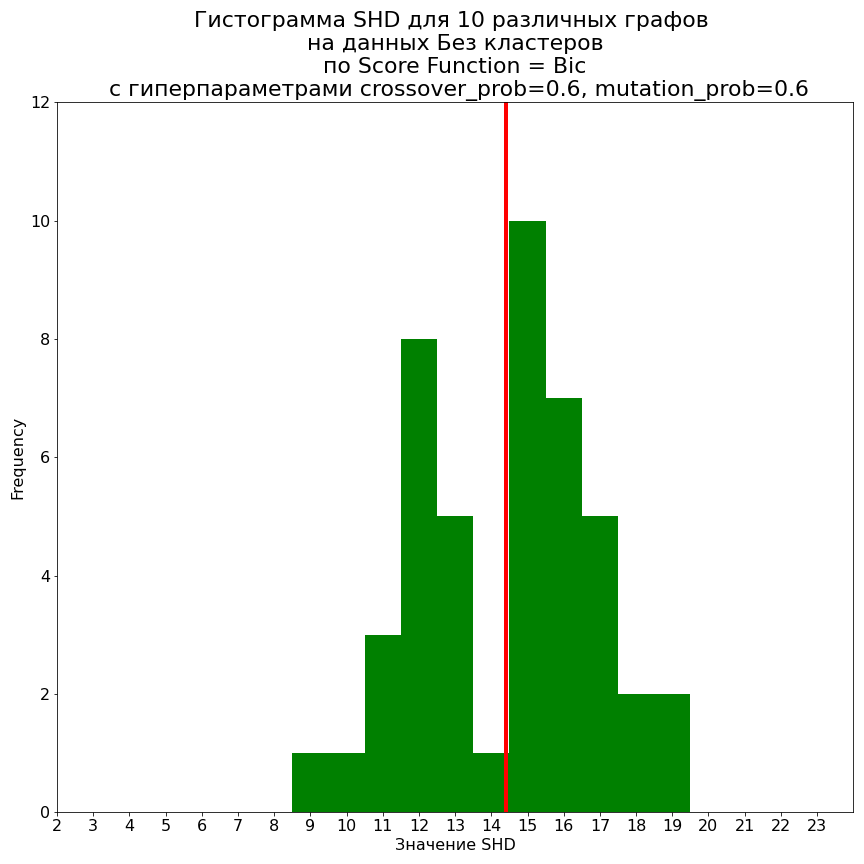 Гистограмма SHD для 10 различных графов
на данных Без кластеров
по Score Function = Bic
с гиперпараметрами crossover_prob=0.6, mutation_prob=0.6
12
10
8
6
4
2
0
Frequency
2 3 4 5 6 7 8 9 10 11 12 13 14 15 16 17 18 19 20 21 22 23
Значение SHD